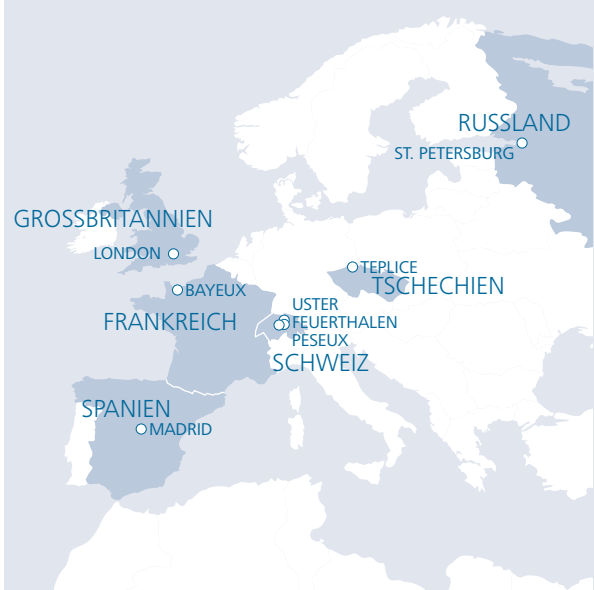 RUSSLAND
ST. PETERSBURG
GROSSBRITANNIEN
LONDON
TEPLICE
TSCHECHIEN
BAYEUX
FRANKREICH
USTER
FEUERTHALEN
PESEUX
SCHWEIZ
SPANIEN
MADRID